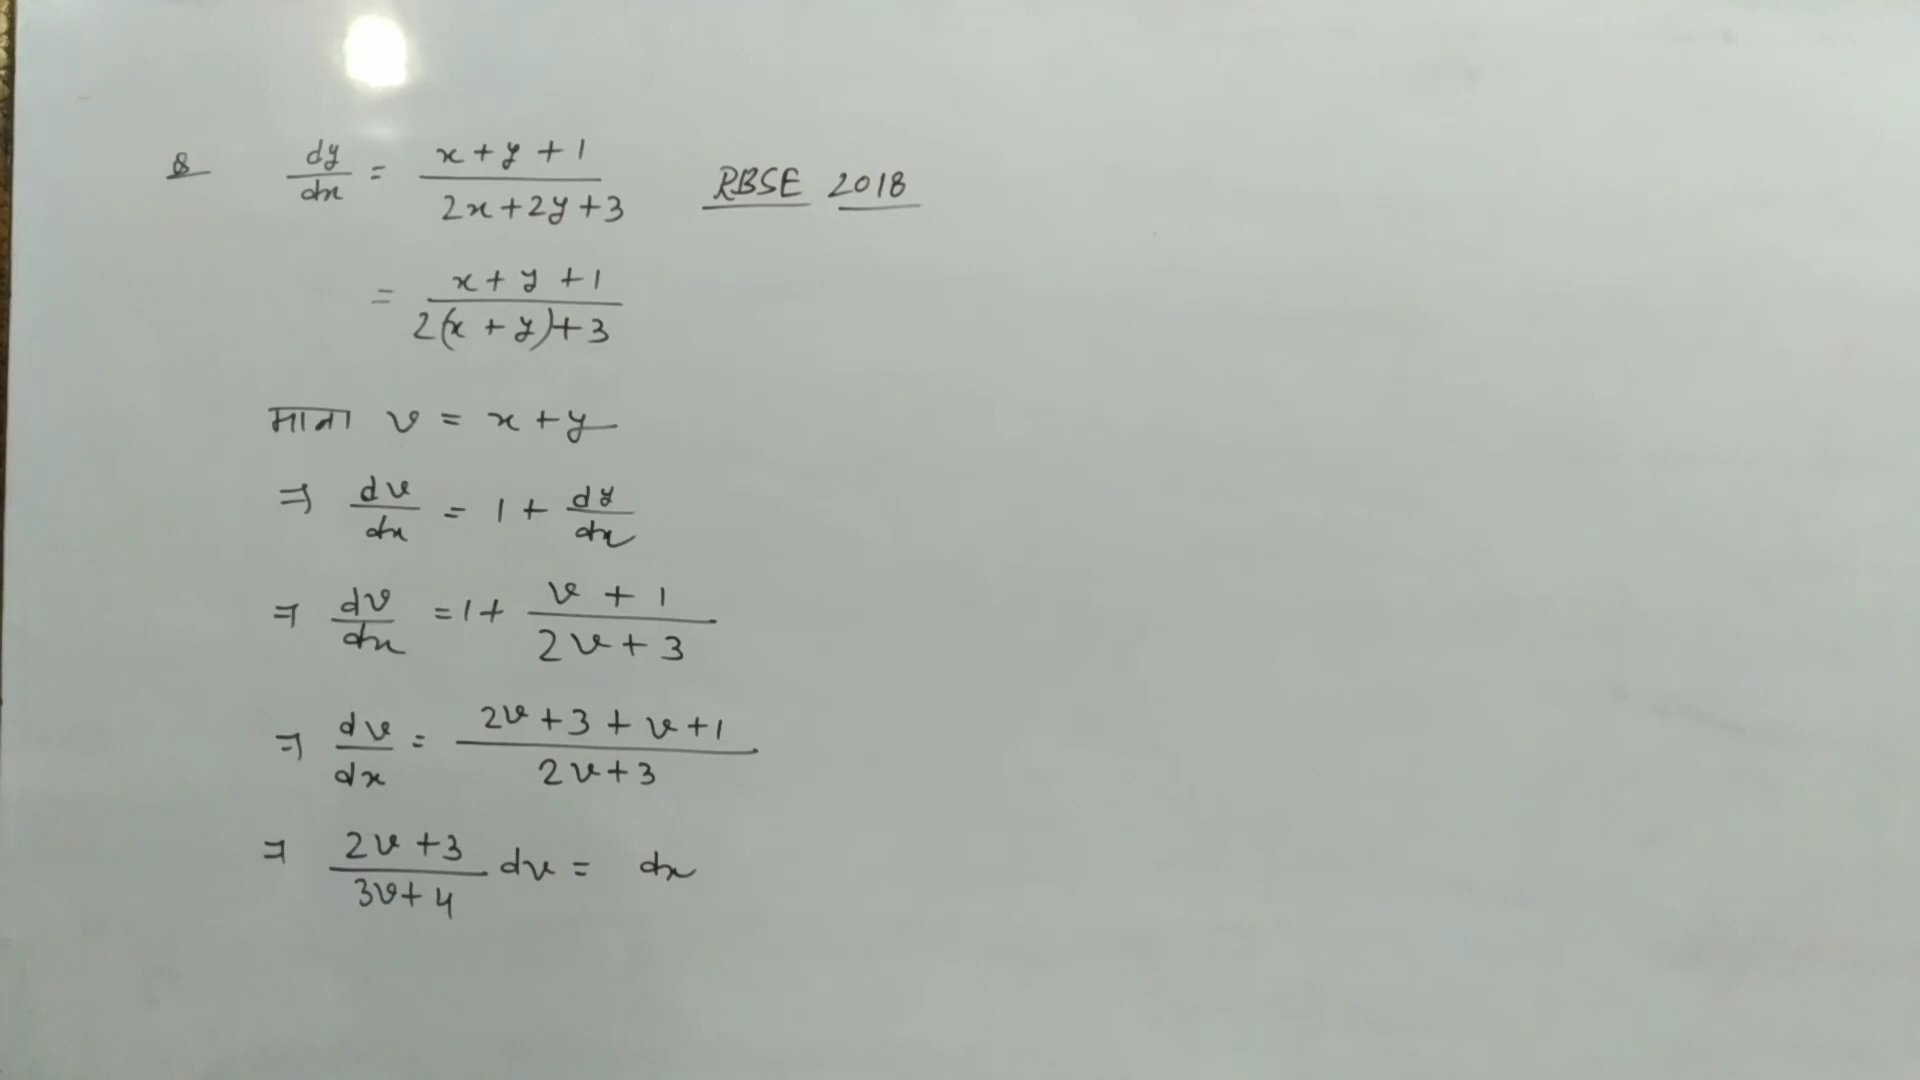 Q dy/dx = (x + y + 1)/(2x + 2y + 3) RBSE 2018
= (x + y + 1)/(2(x + y) + 3)
माना v = x + y
⇒ dv/dx = 1 + dy/dx
⇒ dv/dx = 1 + (v + 1)/(2v + 3)
⇒ dv/dx = (2v + 3 + v + 1)/(2v + 3)
⇒ (2v + 3)/(3v + 4) dv = dx